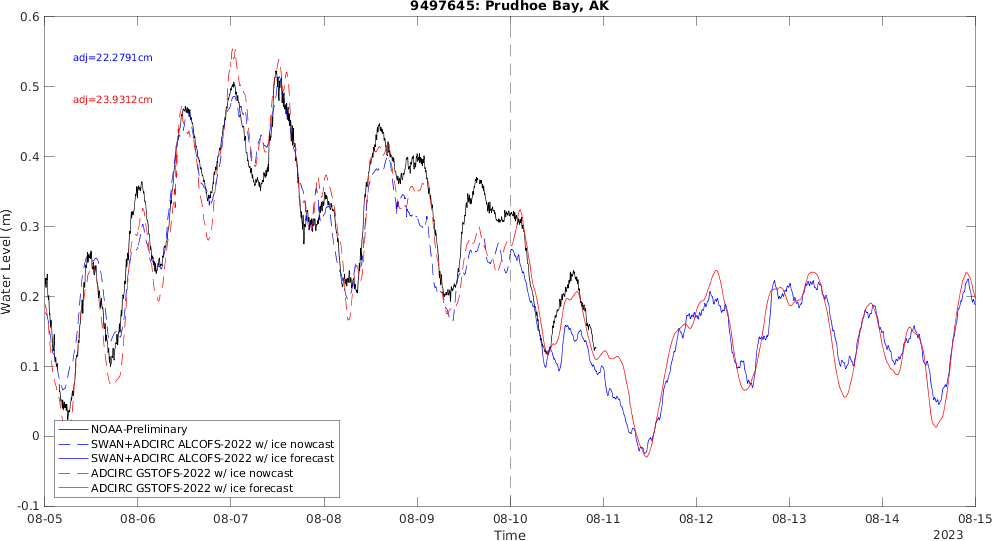 9497645: Prudhoe Bay, AK
0.6
0.5
0.4
0.3
0.2
0.1
0
-0.1
Water Level (m)
adj=22.2791cm
adj=23.9312cm
NOAA-Preliminary
SWAN+ADCIRC ALCOFS-2022 w/ ice nowcast
SWAN+ADCIRC ALCOFS-2022 w/ ice forecast
ADCIRC GSTOFS-2022 w/ ice nowcast
ADCIRC GSTOFS-2022 w/ ice forecast
08-05 08-06 08-07 08-08 08-09 08-10 08-11 08-12 08-13 08-14 08-15
Time
2023